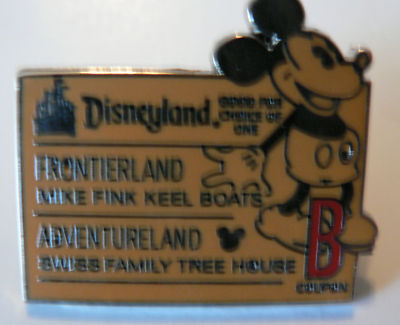 Disneyland®
GOOD FOR
CHOICE OF
ONE
FRONTIERLAND
MIKE FINK KEEL BOATS
ADVENTURELAND
SWISS FAMILY TREE HOUSE
B
COUPON